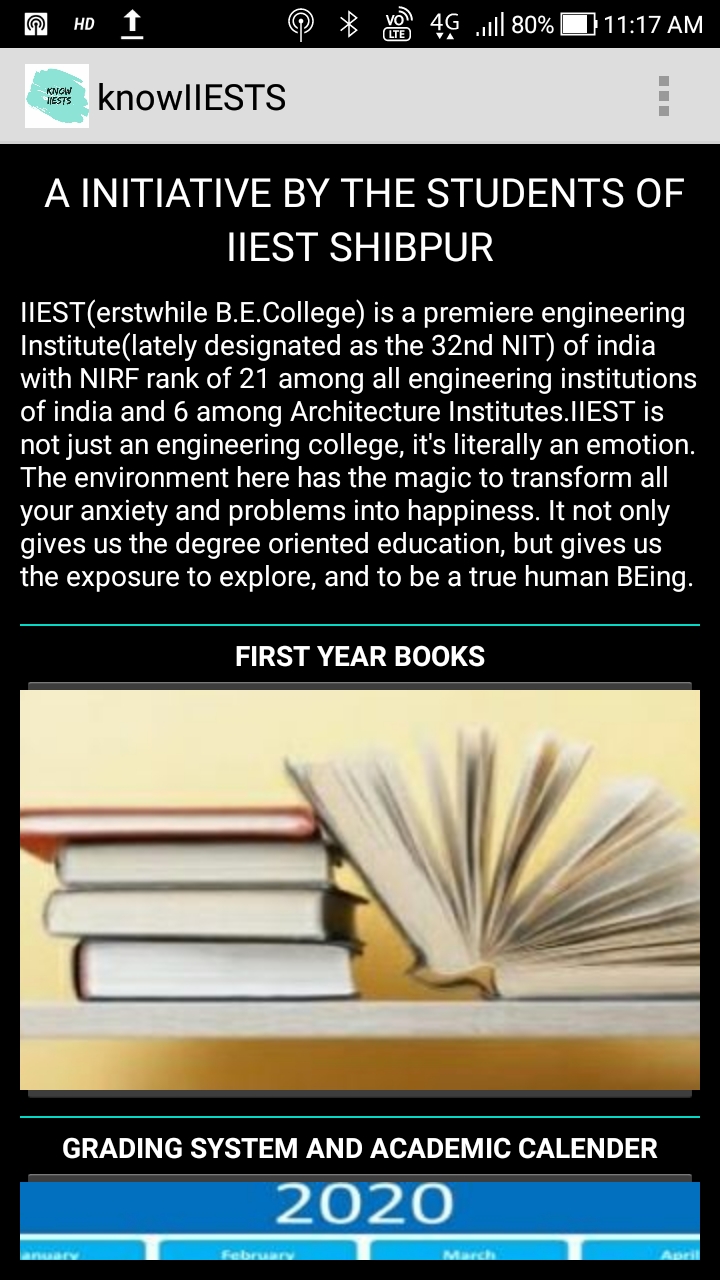 HD VO LTE 4G 80% 11:17 AM
KNOW
IIESTS
knowIIESTS
A INITIATIVE BY THE STUDENTS OF
IIEST SHIBPUR
IIEST(erstwhile B.E.College) is a premiere engineering
Institute(lately designated as the 32nd NIT) of india
with NIRF rank of 21 among all engineering institutions
of india and 6 among Architecture Institutes.IIEST is
not just an engineering college, it's literally an emotion.
The environment here has the magic to transform all
your anxiety and problems into happiness. It not only
gives us the degree oriented education, but gives us
the exposure to explore, and to be a true human BEing.
FIRST YEAR BOOKS
GRADING SYSTEM AND ACADEMIC CALENDER
2020
anuary February March April